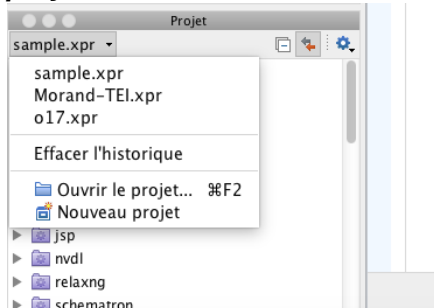 Projet
sample.xpr
sample.xpr
Morand-TEI.xpr
o17.xpr
Effacer l'historique
Ouvrir le projet... ⌘F2
Nouveau projet
jsp
nvdl
relaxng
schematron